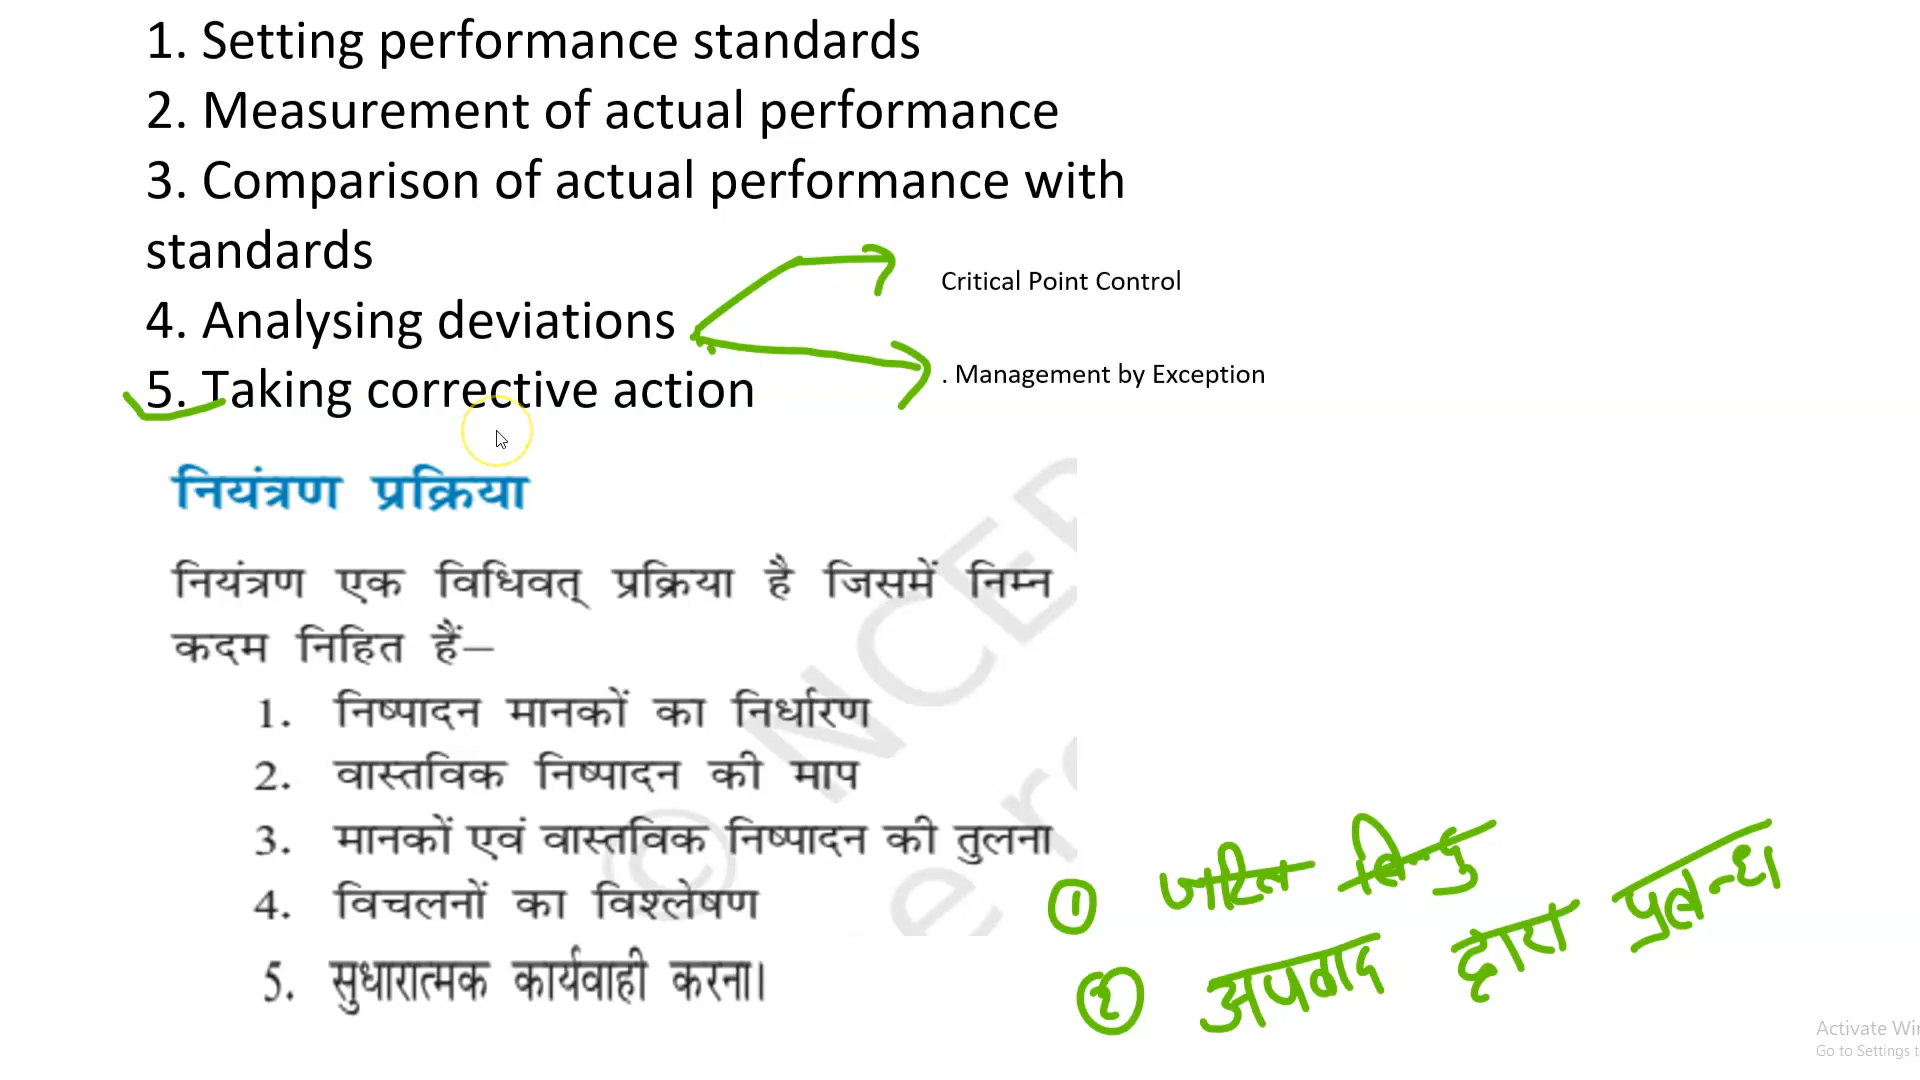 1. Setting performance standards
2. Measurement of actual performance
3. Comparison of actual performance with
standards
4. Analysing deviations
Critical Point Control
. Management by Exception
5. Taking corrective action
नियंत्रण प्रक्रिया
नियंत्रण एक विधिवत् प्रक्रिया है जिसमें निम्न
कदम निहित हैं–
1. निष्पादन मानकों का निर्धारण
2. वास्तविक निष्पादन की माप
3. मानकों एवं वास्तविक निष्पादन की तुलना
4. विचलनों का विश्लेषण
5. सुधारात्मक कार्यवाही करना।
① जटिल बिन्दु
② अपवाद द्वारा प्रबन्ध
© NCER
Activate Wi
Go to Settings t